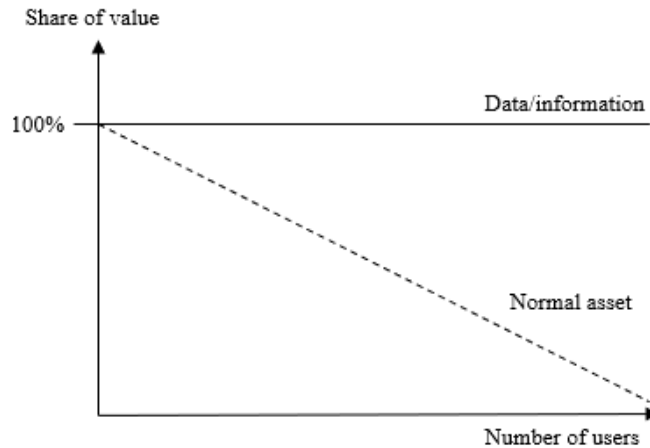 Share of value
Data/information
100%
Normal asset
Number of users